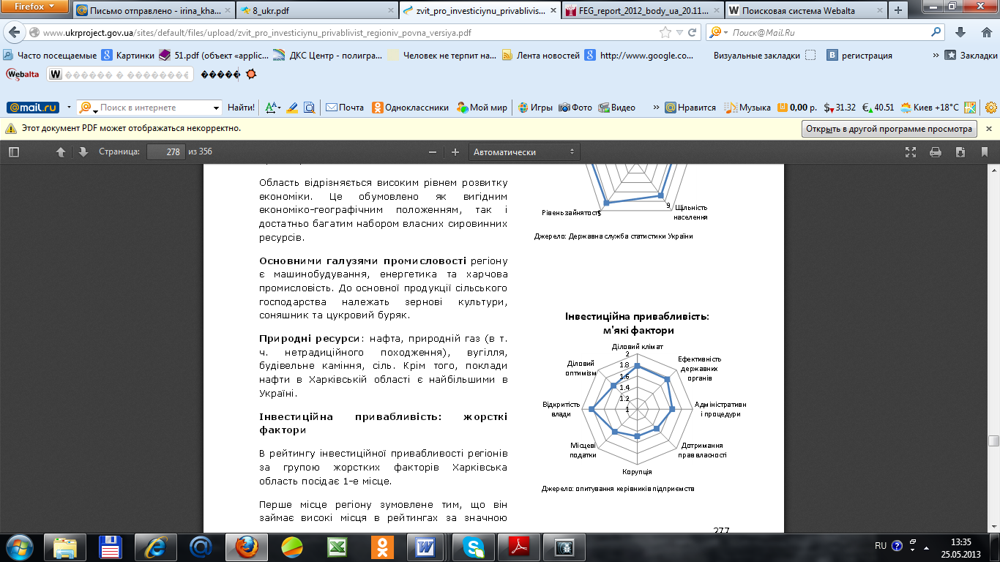 Firefox
Письмо отправлено - irina_kha...
8_ukr.pdf
zvit_pro_investiciynu_privablivis...
FEG_report_2012_body_ua_20.11...
Поисковая система Webalta
www.ukrproject.gov.ua/sites/default/files/upload/zvit_pro_investiciynu_privablivist_regioniv_povna_versiya.pdf
Поиск@Mail.Ru
Часто посещаемые
Картинки
51.pdf (объект «applic...
ДКС Центр - полигра...
Человек не терпит на...
Лента новостей
http://www.google.co...
Визуальные закладки
регистрация
»
Закладки
Webalta
W ������ � ��������
�����
@mail.ru
Поиск в интернете
Найти!
Почта
Одноклассники
Мой мир
Игры
Фото
Видео
»
Нравится
Музыка
0,00 р.
$ 31.32
€ 40.51
Киев +18°C
Этот документ PDF может отображаться некорректно.
Открыть в другой программе просмотра
Страница: 278 из 356
Автоматически
Область відрізняється високим рівнем розвитку
економіки. Це обумовлено як вигідним
економіко-географічним положенням, так і
достатньо багатим набором власних сировинних
ресурсів.
Основними галузями промисловості регіону
є машинобудування, енергетика та харчова
промисловість. До основної продукції сільського
господарства належать зернові культури,
соняшник та цукровий буряк.
Природні ресурси: нафта, природній газ (в т.
ч. нетрадиційного походження), вугілля,
будівельне каміння, сіль. Крім того, поклади
нафти в Харківській області є найбільшими в
Україні.
Інвестиційна привабливість: жорсткі
фактори
В рейтингу інвестиційної привабливості регіонів
за групою жорстких факторів Харківська
область посідає 1-е місце.
Перше місце регіону зумовлене тим, що він
займає високі місця в рейтингах за значною
Рівень зайнятості
5
9
Щільність
населення
Джерело: Державна служба статистики України
Інвестиційна привабливість:
м'які фактори
Діловий клімат
2
1.8
1.6
1.4
1.2
1
Ефективність
державних
органів
Адміністративн
і процедури
Дотримання
прав власності
Корупція
Місцеві
податки
Відкритість
влади
Діловий
оптимізм
Джерело: опитування керівників підприємств
277
RU
13:35
25.05.2013